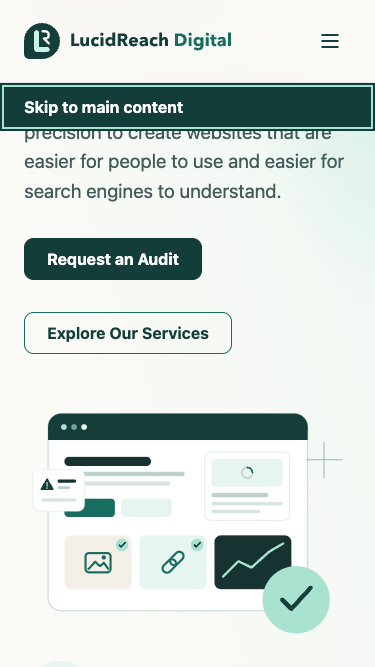 LucidReach Digital
Skip to main content
precision to create websites that are
easier for people to use and easier for
search engines to understand.
Request an Audit
Explore Our Services